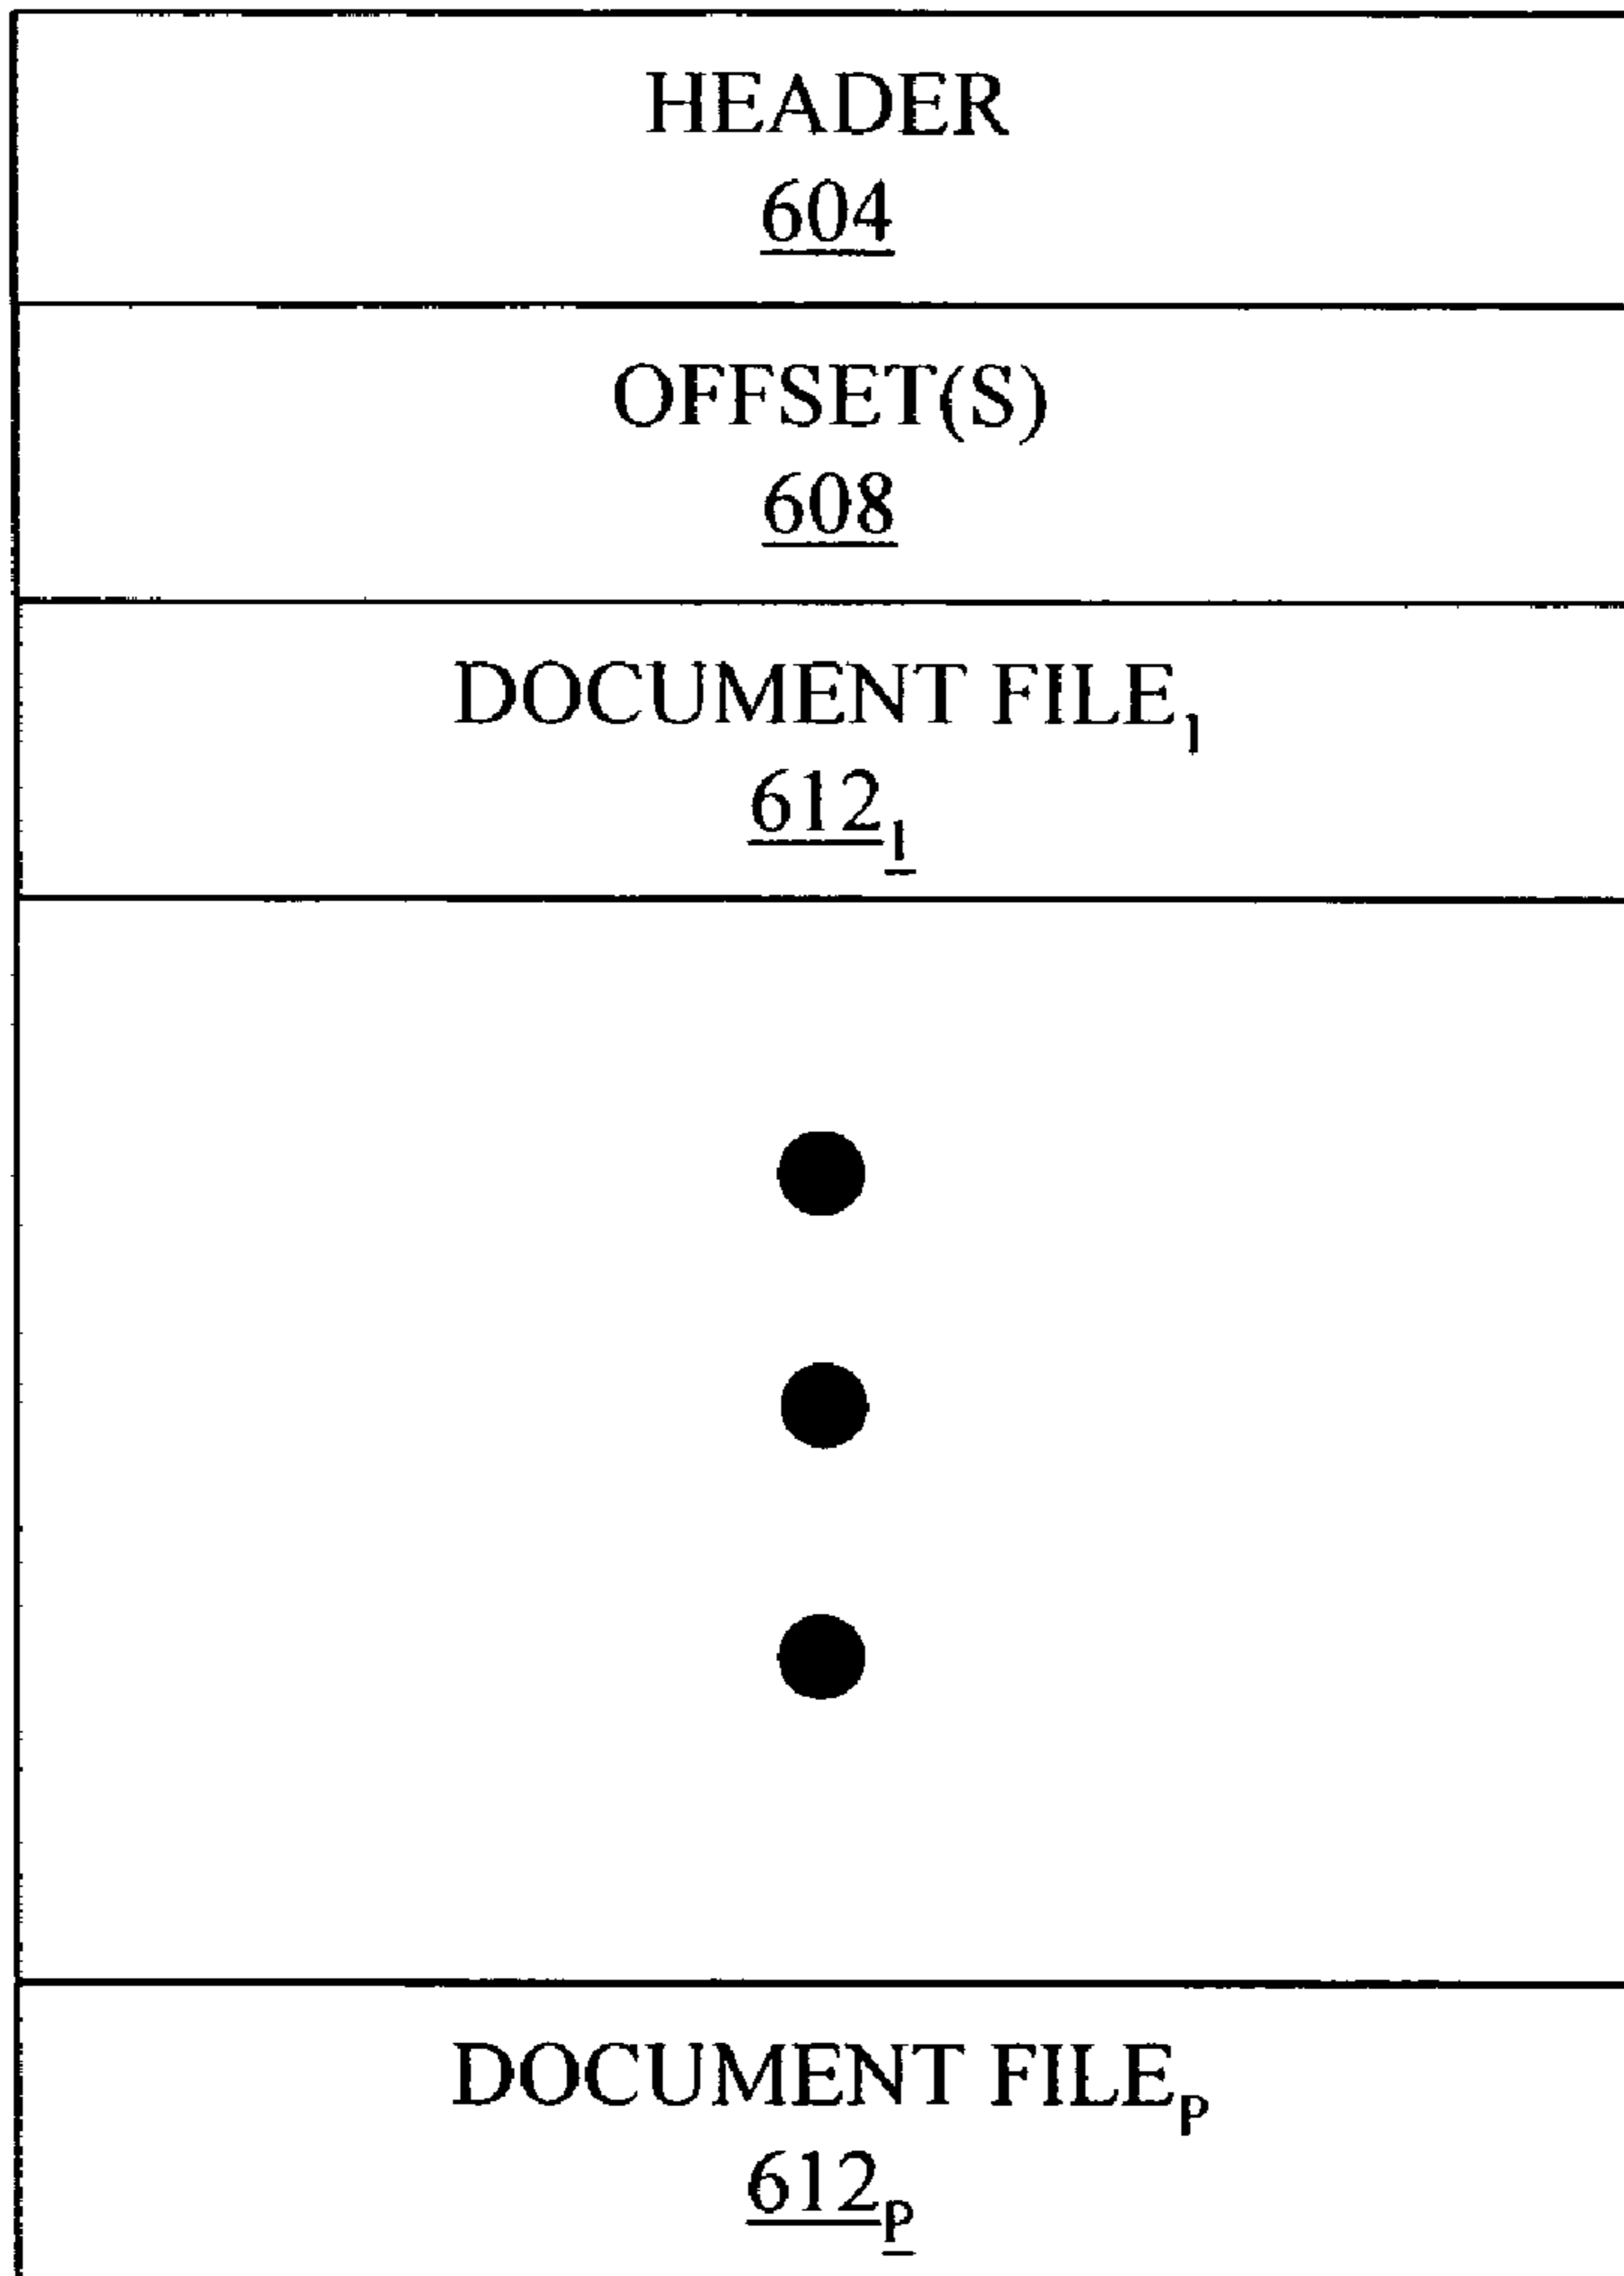 HEADER
604
OFFSET(S)
608
DOCUMENT FILE₁
612₁
DOCUMENT FILEₚ
612ₚ